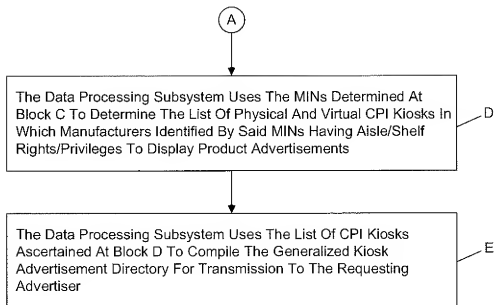 A
The Data Processing Subsystem Uses The MINs Determined At
Block C To Determine The List Of Physical And Virtual CPI Kiosks In
Which Manufacturers Identified By Said MINs Having Aisle/Shelf
Rights/Privileges To Display Product Advertisements
D
The Data Processing Subsystem Uses The List Of CPI Kiosks
Ascertained At Block D To Compile The Generalized Kiosk
Advertisement Directory For Transmission To The Requesting
Advertiser
E